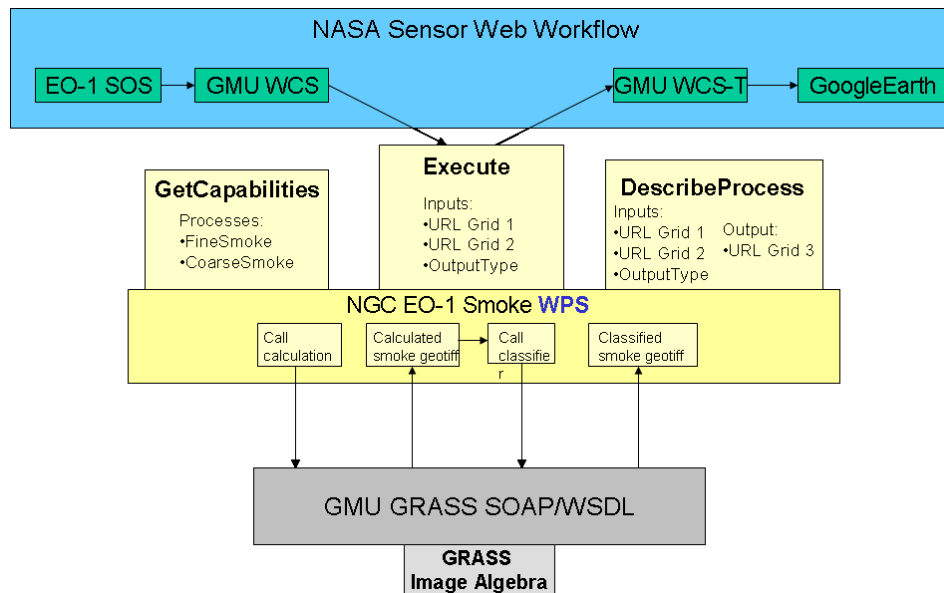 NASA Sensor Web Workflow
EO-1 SOS
GMU WCS
GMU WCS-T
GoogleEarth
GetCapabilities
Processes:
•FineSmoke
•CoarseSmoke
Execute
Inputs:
•URL Grid 1
•URL Grid 2
•OutputType
DescribeProcess
Inputs:
•URL Grid 1
•URL Grid 2
•OutputType
Output:
•URL Grid 3
NGC EO-1 Smoke WPS
Call
calculation
Calculated
smoke geotiff
Call
classifie
r
Classified
smoke geotiff
GMU GRASS SOAP/WSDL
GRASS
Image Algebra